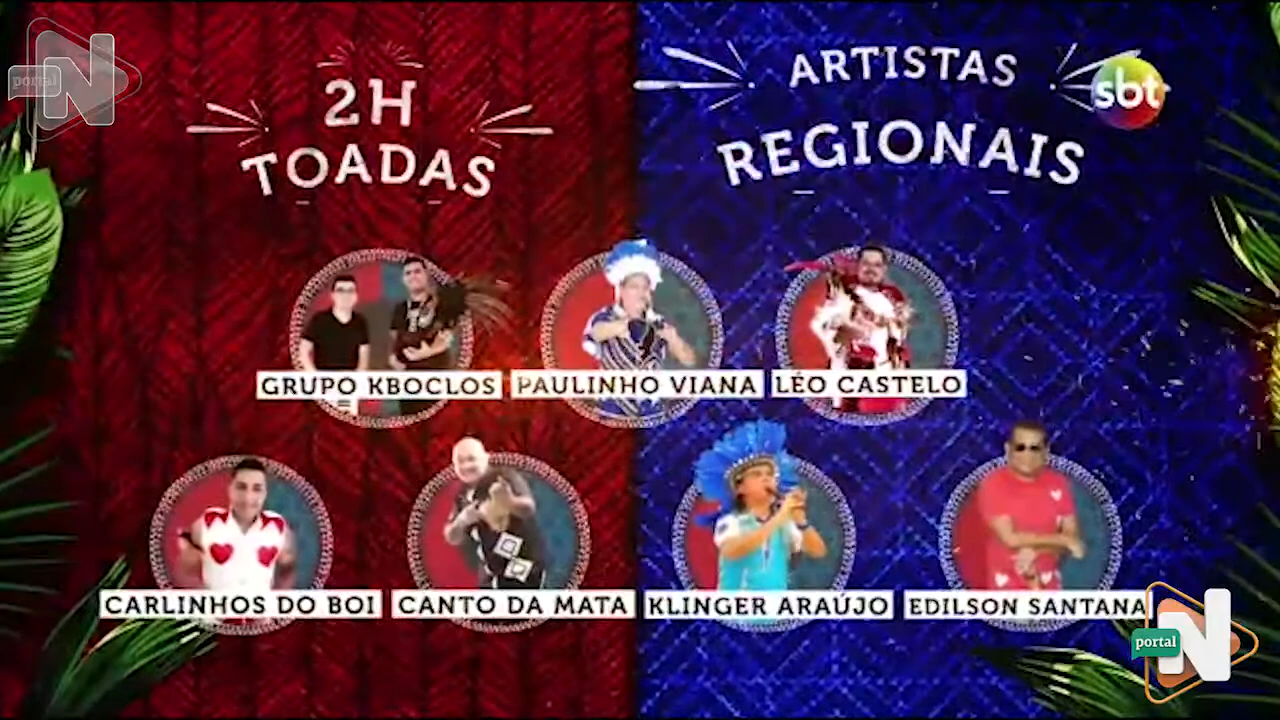 portal N
2H
TOADAS
ARTISTAS
REGIONAIS
sbt
GRUPO KBOCLOS
PAULINHO VIANA
LÉO CASTELO
CARLINHOS DO BOI
CANTO DA MATA
KLINGER ARAÚJO
EDILSON SANTANA
portal N